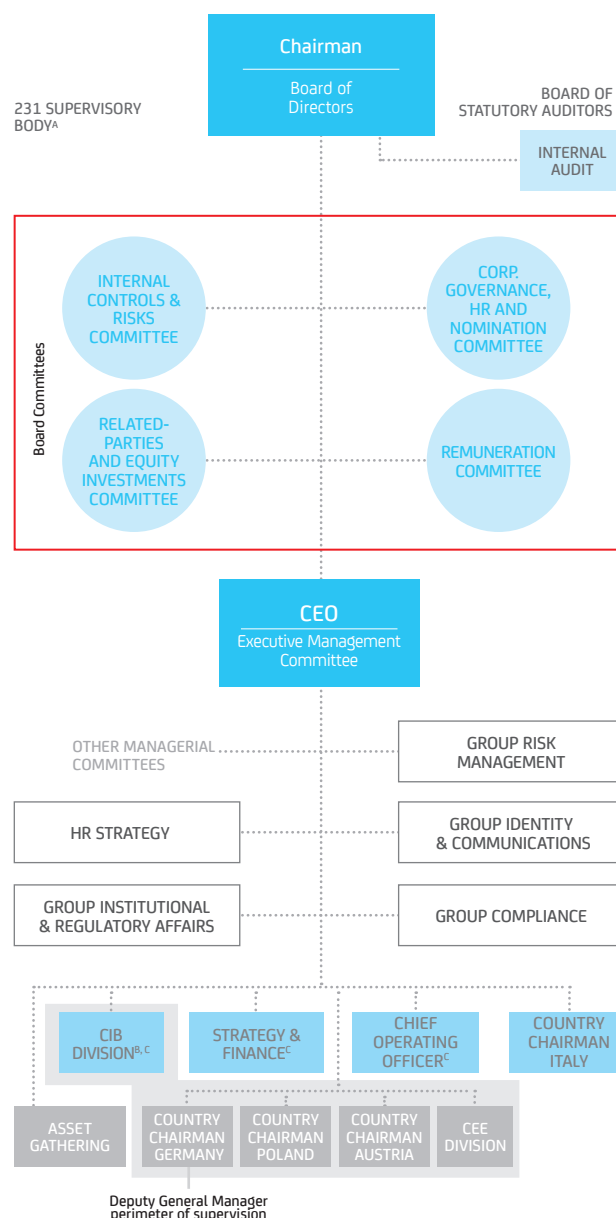 Chairman
Board of
Directors
231 SUPERVISORY
BODYᴬ
BOARD OF
STATUTORY AUDITORS
INTERNAL
AUDIT
Board Committees
INTERNAL
CONTROLS &
RISKS
COMMITTEE
CORP.
GOVERNANCE,
HR AND
NOMINATION
COMMITTEE
RELATED-
PARTIES
AND EQUITY
INVESTMENTS
COMMITTEE
REMUNERATION
COMMITTEE
CEO
Executive Management
Committee
OTHER MANAGERIAL
COMMITTEES
GROUP RISK
MANAGEMENT
HR STRATEGY
GROUP IDENTITY
& COMMUNICATIONS
GROUP INSTITUTIONAL
& REGULATORY AFFAIRS
GROUP COMPLIANCE
CIB
DIVISIONᴮ, ᶜ
STRATEGY &
FINANCEᶜ
CHIEF
OPERATING
OFFICERᶜ
COUNTRY
CHAIRMAN
ITALY
ASSET
GATHERING
COUNTRY
CHAIRMAN
GERMANY
COUNTRY
CHAIRMAN
POLAND
COUNTRY
CHAIRMAN
AUSTRIA
CEE
DIVISION
Deputy General Manager
perimeter of supervision